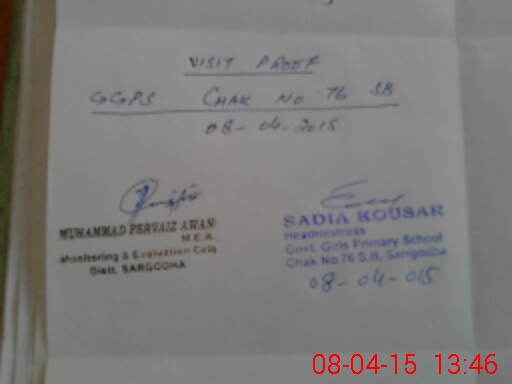 VISIT PROOF
GGPS CHAK No 76 SB
08-04-2015
MUHAMMAD PERVAIZ AWAN
M.E.A.
Monitoring & Evaluation Cell
Distt. SARGODHA
SADIA KOUSAR
Headmistress
Govt. Girls Primary School
Chak No 76 S.B, Sargodha
08-04-015
08-04-15 13:46